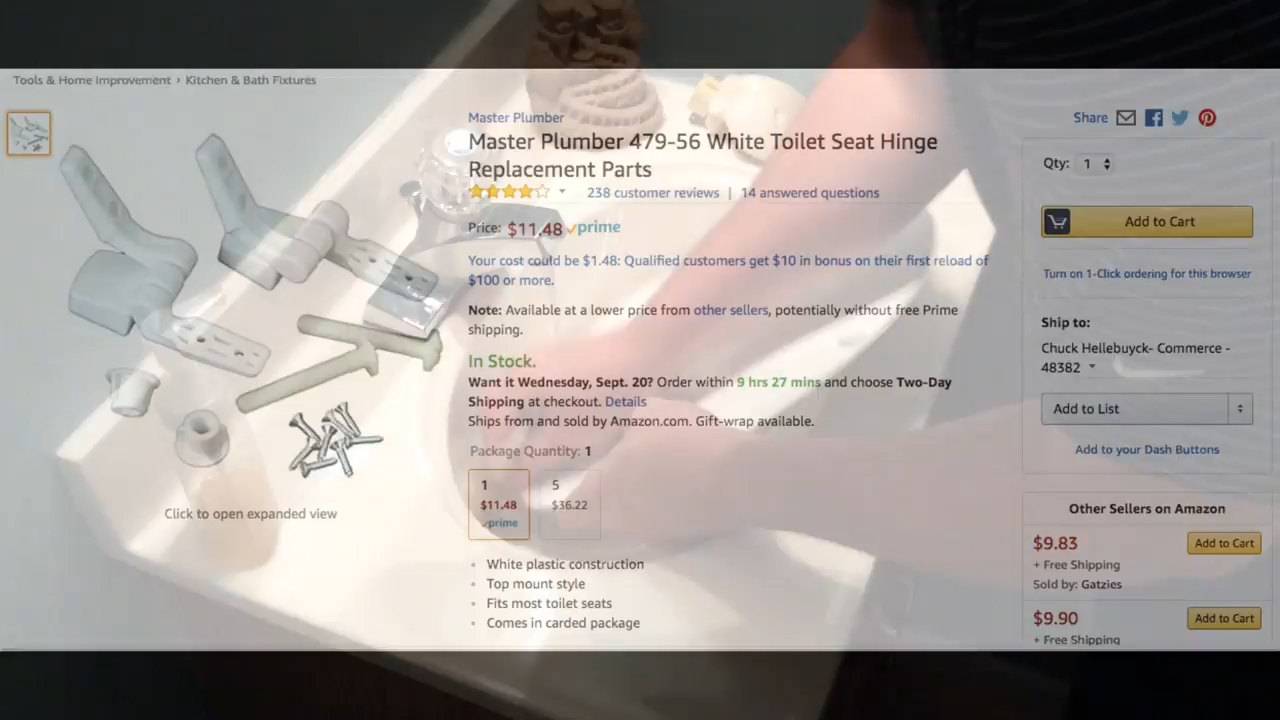 Tools & Home Improvement › Kitchen & Bath Fixtures
Master Plumber
Master Plumber 479-56 White Toilet Seat Hinge
Replacement Parts
238 customer reviews | 14 answered questions
Price: $11.48 prime
Your cost could be $1.48: Qualified customers get $10 in bonus on their first reload of
$100 or more.
Note: Available at a lower price from other sellers, potentially without free Prime
shipping.
In Stock.
Want it Wednesday, Sept. 20? Order within 9 hrs 27 mins and choose Two-Day
Shipping at checkout. Details
Ships from and sold by Amazon.com. Gift-wrap available.
Package Quantity: 1
1
$11.48
prime
5
$36.22
White plastic construction
Top mount style
Fits most toilet seats
Comes in carded package
Click to open expanded view
Share
Qty: 1
Add to Cart
Turn on 1-Click ordering for this browser
Ship to:
Chuck Hellebuyck- Commerce -
48382
Add to List
Add to your Dash Buttons
Other Sellers on Amazon
$9.83
Add to Cart
+ Free Shipping
Sold by: Gatzies
$9.90
Add to Cart
+ Free Shipping